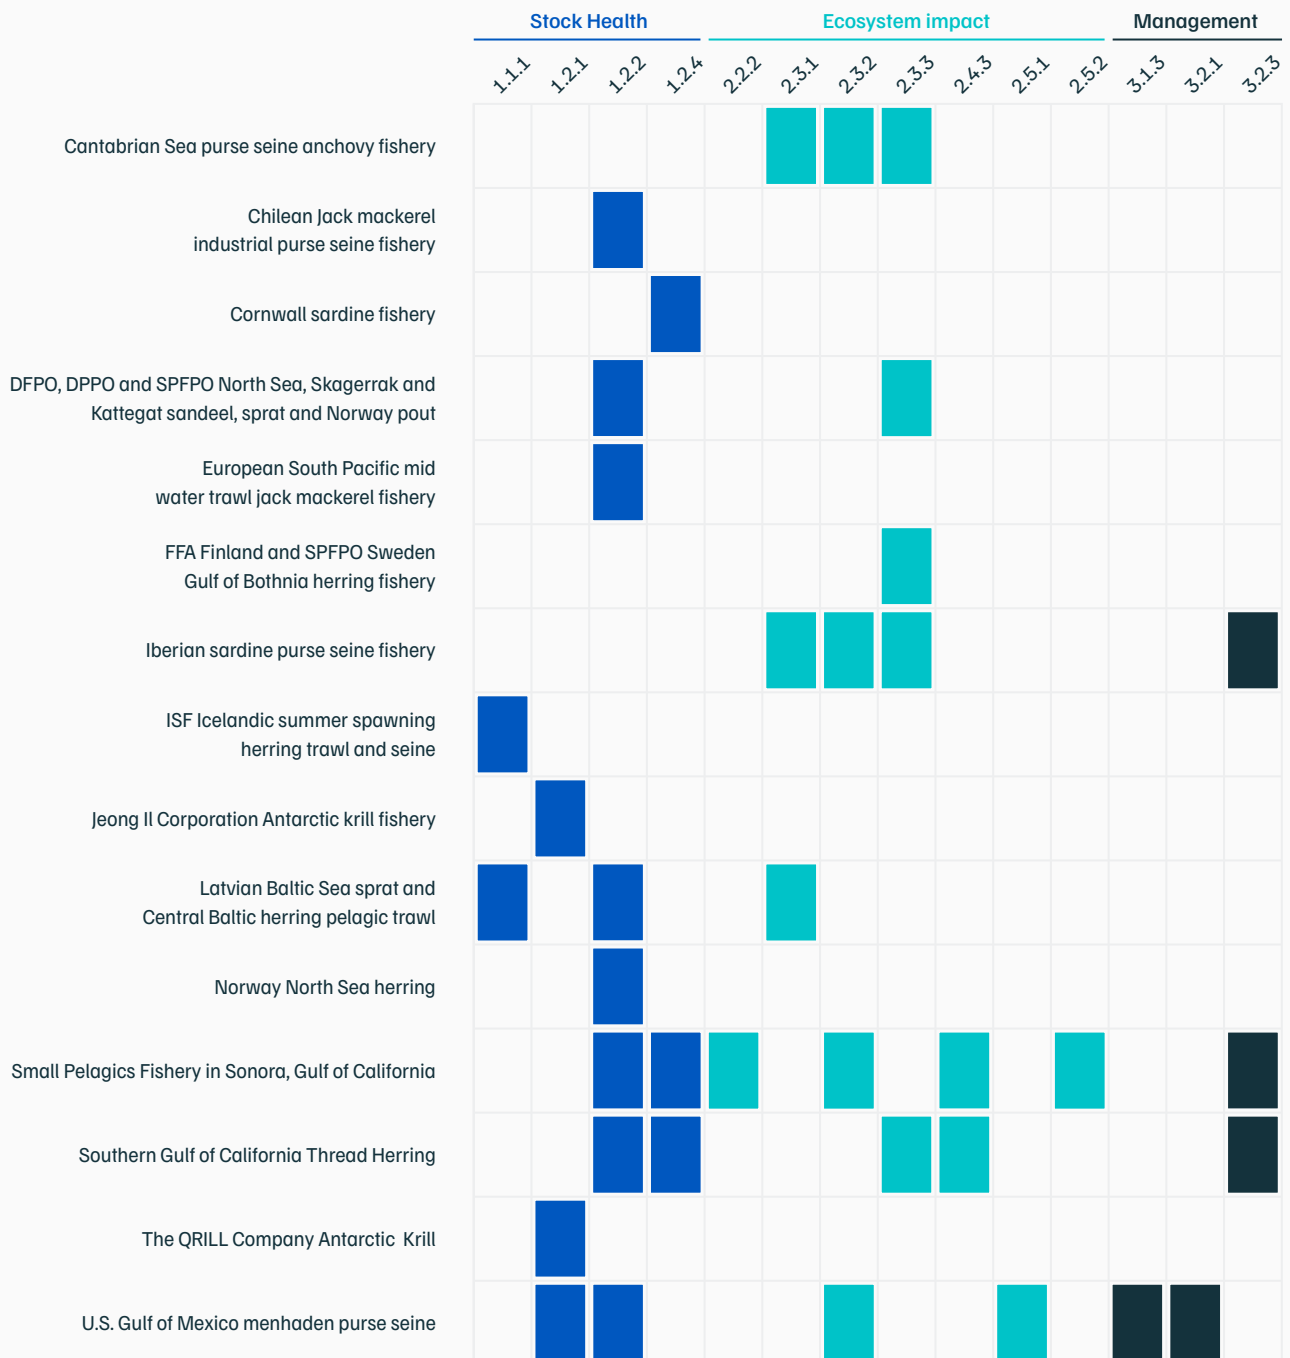 Stock Health Ecosystem impact Management
1.1.1 1.2.1 1.2.2 1.2.4 2.2.2 2.3.1 2.3.2 2.3.3 2.4.3 2.5.1 2.5.2 3.1.3 3.2.1 3.2.3
Cantabrian Sea purse seine anchovy fishery
Chilean Jack mackerel
industrial purse seine fishery
Cornwall sardine fishery
DFPO, DPPO and SPFPO North Sea, Skagerrak and
Kattegat sandeel, sprat and Norway pout
European South Pacific mid
water trawl jack mackerel fishery
FFA Finland and SPFPO Sweden
Gulf of Bothnia herring fishery
Iberian sardine purse seine fishery
ISF Icelandic summer spawning
herring trawl and seine
Jeong Il Corporation Antarctic krill fishery
Latvian Baltic Sea sprat and
Central Baltic herring pelagic trawl
Norway North Sea herring
Small Pelagics Fishery in Sonora, Gulf of California
Southern Gulf of California Thread Herring
The QRILL Company Antarctic Krill
U.S. Gulf of Mexico menhaden purse seine